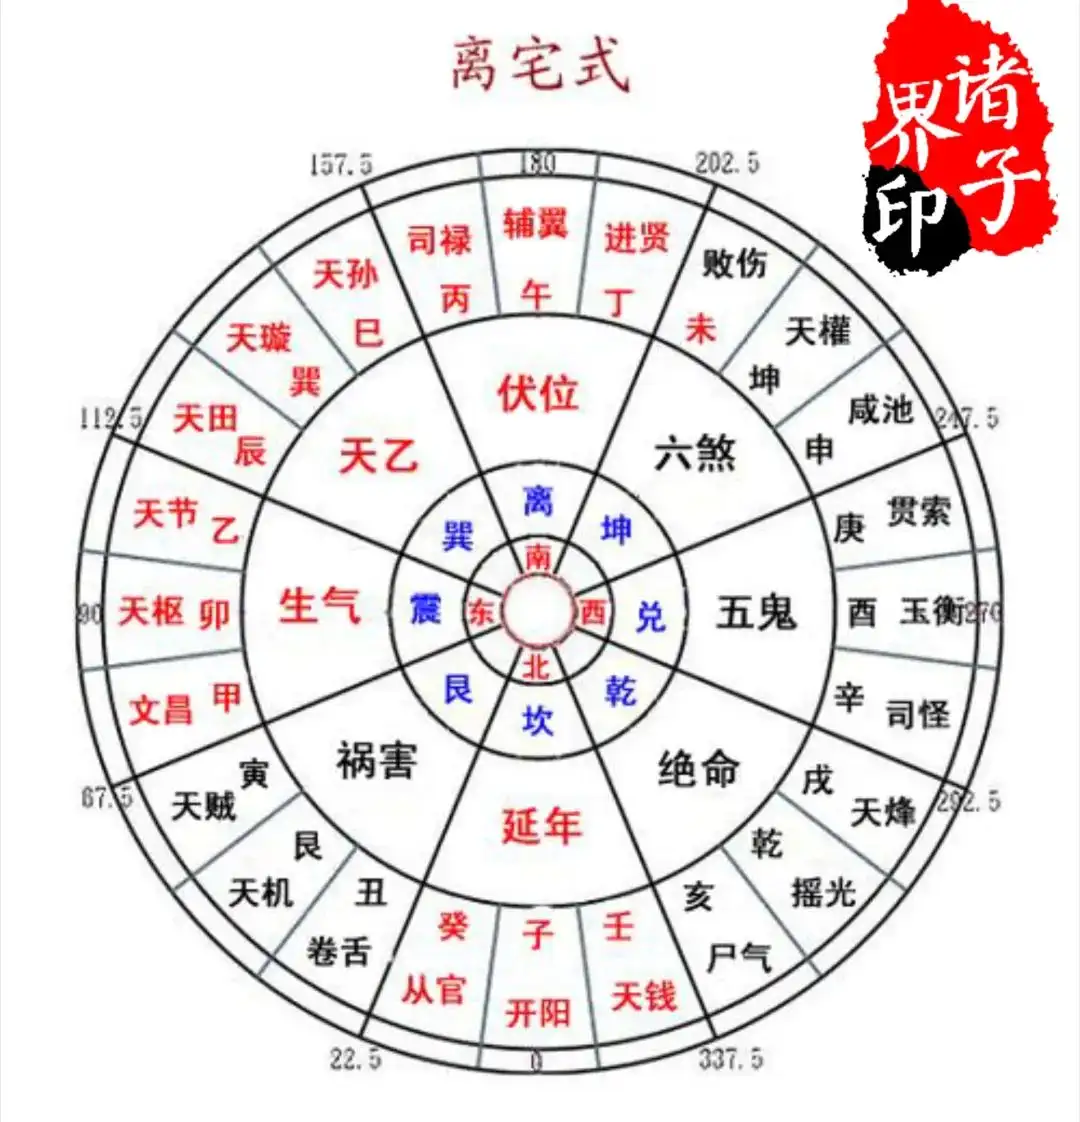 离宅式
诸子
界印
157.5
180
202.5
司禄
辅翼
进贤
丙
午
丁
天孙
巳
败伤
未
天璇
巽
天權
坤
天田
辰
咸池
申
112.5
247.5
伏位
天乙
六煞
天节 乙
庚 贯索
离
巽
坤
南
90
天枢 卯
生气
震
东
西
兑
五鬼
酉 玉衡
270
北
艮
乾
坎
文昌 甲
辛 司怪
祸害
绝命
延年
67.5
292.5
寅
天贼
戌
天烽
艮
天机
乾
摇光
丑
卷舌
亥
尸气
癸
子
壬
从官
开阳
天钱
22.5
0
337.5